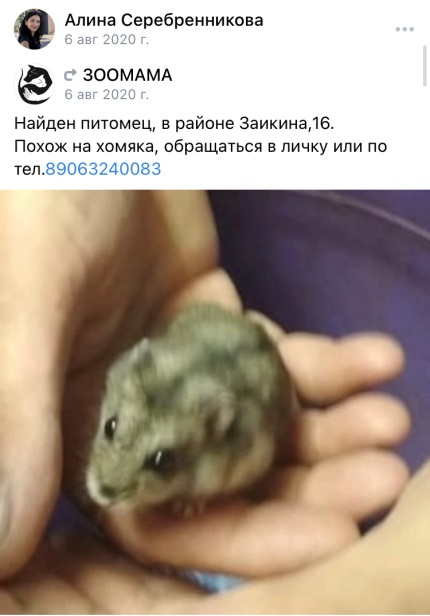 Алина Серебренникова
6 авг 2020 г.
ЗООМАМА
6 авг 2020 г.
Найден питомец, в районе Заикина,16.
Похож на хомяка, обращаться в личку или по
тел.89063240083